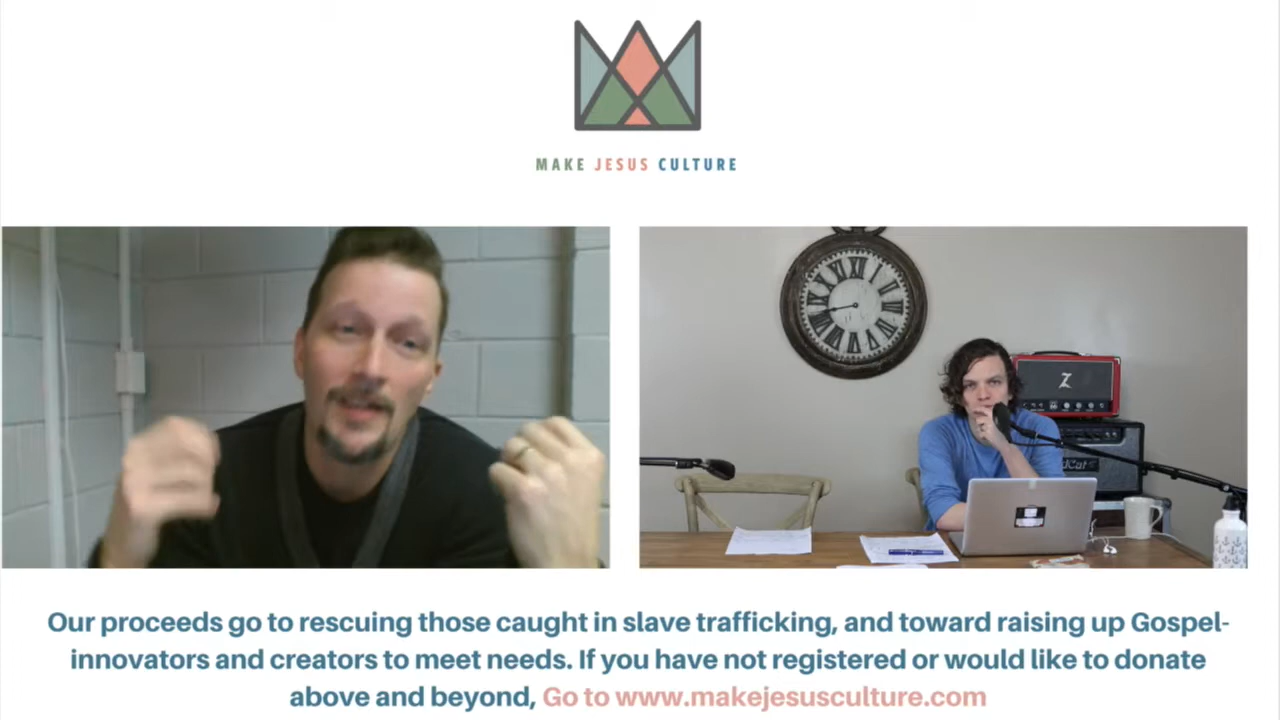 MAKE JESUS CULTURE
XII
Z
Our proceeds go to rescuing those caught in slave trafficking, and toward raising up Gospel-
innovators and creators to meet needs. If you have not registered or would like to donate
above and beyond, Go to www.makejesusculture.com